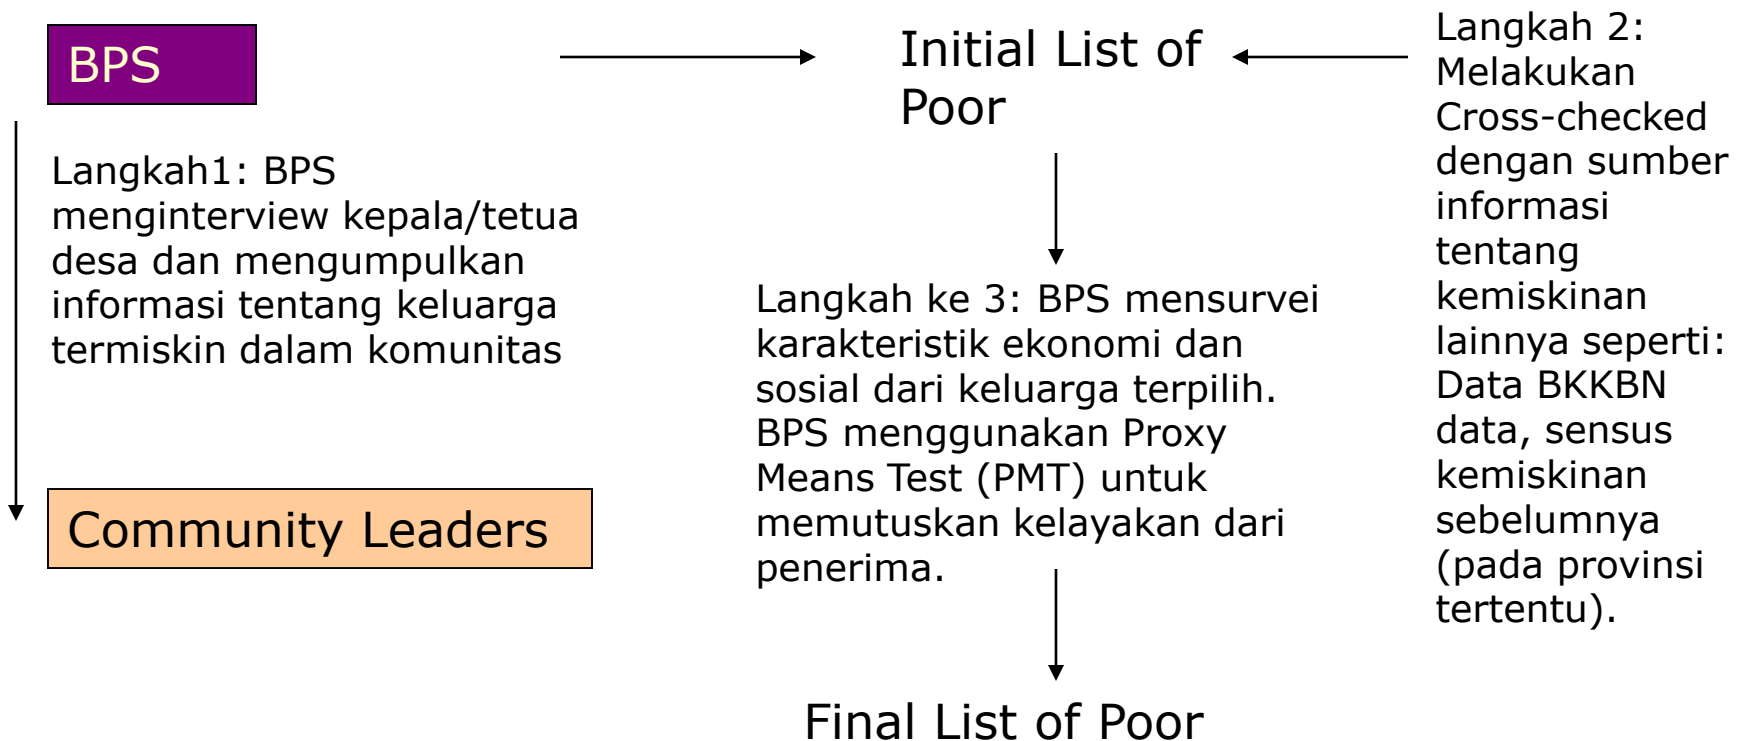 BPS
Langkah1: BPS
menginterview kepala/tetua
desa dan mengumpulkan
informasi tentang keluarga
termiskin dalam komunitas
Community Leaders
Initial List of
Poor
Langkah ke 3: BPS mensurvei
karakteristik ekonomi dan
sosial dari keluarga terpilih.
BPS menggunakan Proxy
Means Test (PMT) untuk
memutuskan kelayakan dari
penerima.
Final List of Poor
Langkah 2:
Melakukan
Cross-checked
dengan sumber
informasi
tentang
kemiskinan
lainnya seperti:
Data BKKBN
data, sensus
kemiskinan
sebelumnya
(pada provinsi
tertentu).